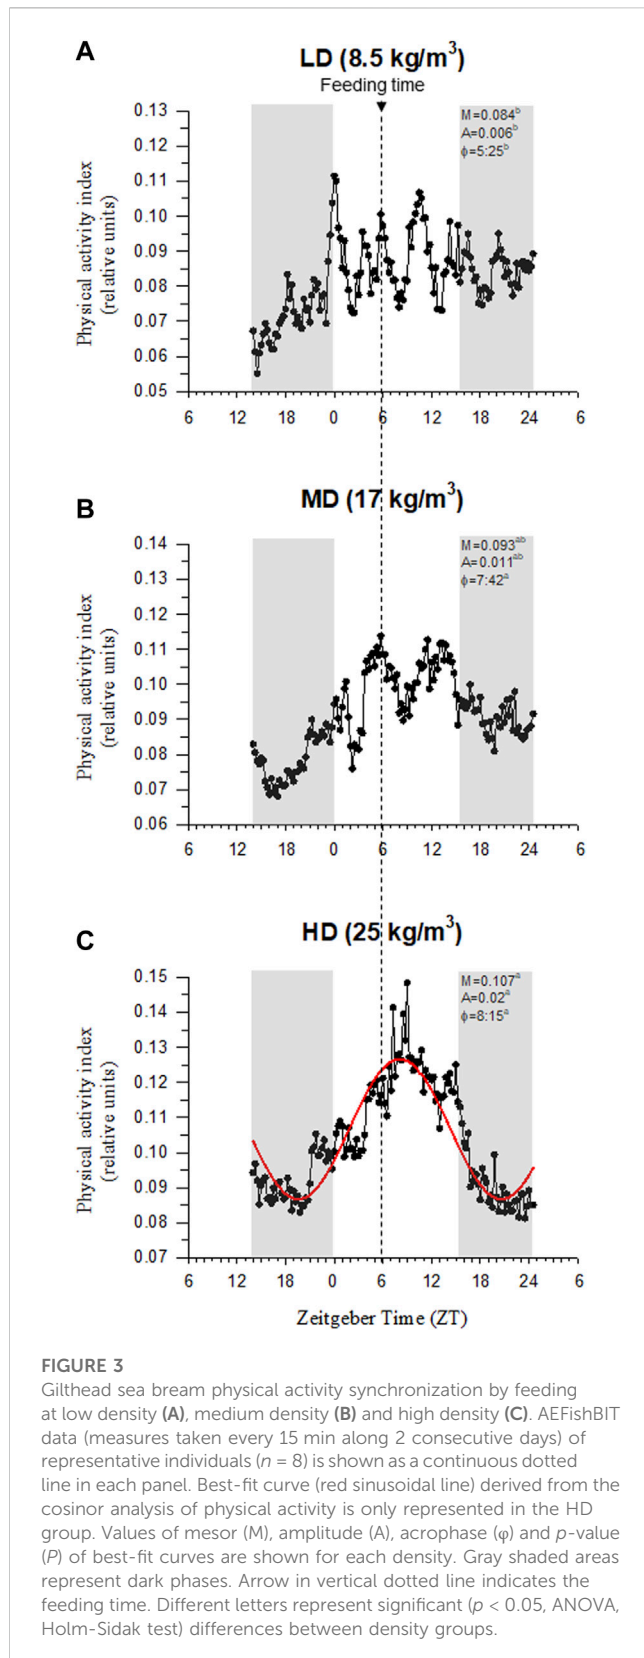 A
LD (8.5 kg/m³)
Feeding time
0.13
0.12
0.11
0.10
0.09
0.08
0.07
0.06
0.05
Physical activity index
(relative units)
M=0.084ᵇ
A=0.006ᵇ
ϕ=5:25ᵇ
6 12 18 0 6 12 18 24 6
B
MD (17 kg/m³)
0.14
0.13
0.12
0.11
0.10
0.09
0.08
0.07
0.06
Physical activity index
(relative units)
M=0.093ᵃᵇ
A=0.011ᵃᵇ
ϕ=7:42ᵃ
6 12 18 0 6 12 18 24 6
C
HD (25 kg/m³)
0.15
0.14
0.13
0.12
0.11
0.10
0.09
0.08
0.07
Physical activity index
(relative units)
M=0.107ᵃ
A=0.02ᵃ
ϕ=8:15ᵃ
6 12 18 0 6 12 18 24 6
Zeitgeber Time (ZT)
FIGURE 3
Gilthead sea bream physical activity synchronization by feeding
at low density (A), medium density (B) and high density (C). AEFishBIT
data (measures taken every 15 min along 2 consecutive days) of
representative individuals (n = 8) is shown as a continuous dotted
line in each panel. Best-fit curve (red sinusoidal line) derived from the
cosinor analysis of physical activity is only represented in the HD
group. Values of mesor (M), amplitude (A), acrophase (φ) and p-value
(P) of best-fit curves are shown for each density. Gray shaded areas
represent dark phases. Arrow in vertical dotted line indicates the
feeding time. Different letters represent significant (p < 0.05, ANOVA,
Holm-Sidak test) differences between density groups.